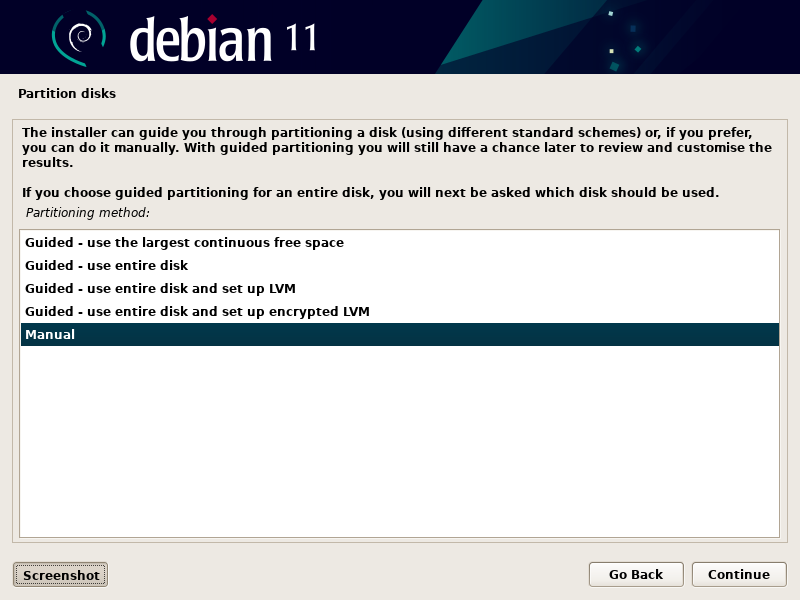 debian 11
Partition disks
The installer can guide you through partitioning a disk (using different standard schemes) or, if you prefer,
you can do it manually. With guided partitioning you will still have a chance later to review and customise the
results.
If you choose guided partitioning for an entire disk, you will next be asked which disk should be used.
Partitioning method:
Guided - use the largest continuous free space
Guided - use entire disk
Guided - use entire disk and set up LVM
Guided - use entire disk and set up encrypted LVM
Manual
Screenshot
Go Back
Continue